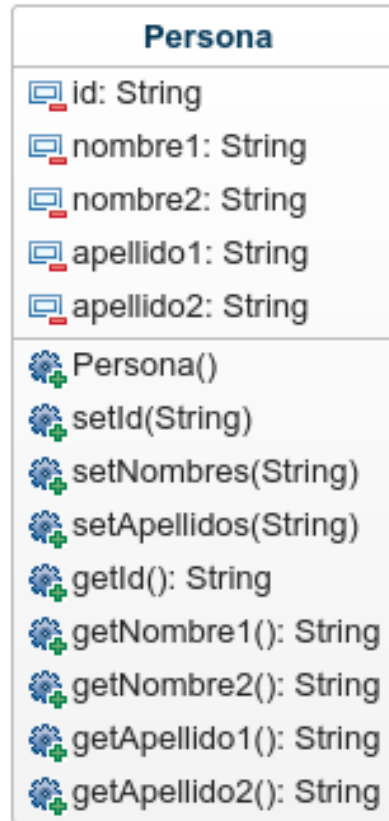 Persona
id: String
nombre1: String
nombre2: String
apellido1: String
apellido2: String
Persona()
setId(String)
setNombres(String)
setApellidos(String)
getId(): String
getNombre1(): String
getNombre2(): String
getApellido1(): String
getApellido2(): String